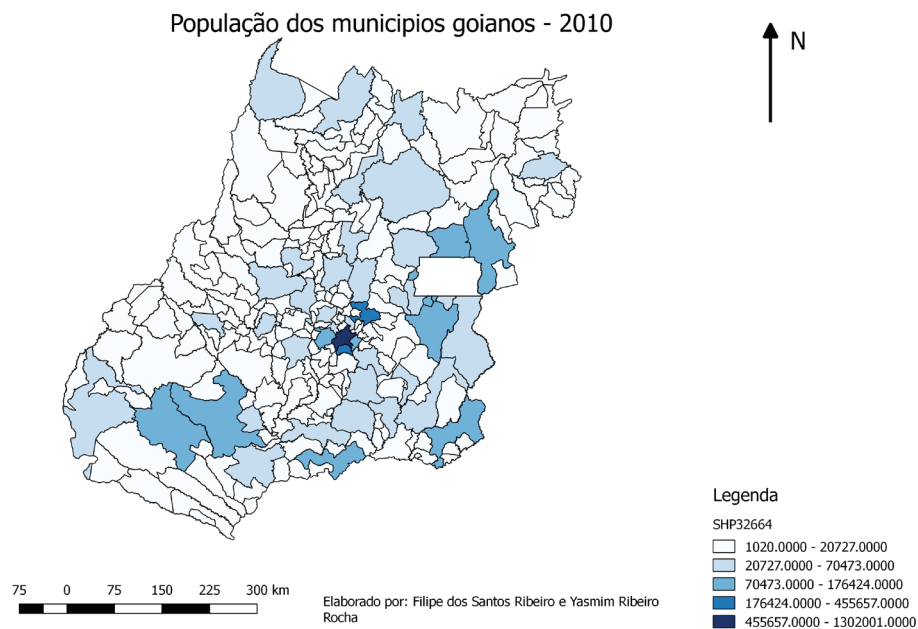 População dos municipios goianos - 2010
N
Legenda
SHP32664
1020.0000 - 20727.0000
20727.0000 - 70473.0000
70473.0000 - 176424.0000
176424.0000 - 455657.0000
455657.0000 - 1302001.0000
75 0 75 150 225 300 km
Elaborado por: Filipe dos Santos Ribeiro e Yasmim Ribeiro
Rocha